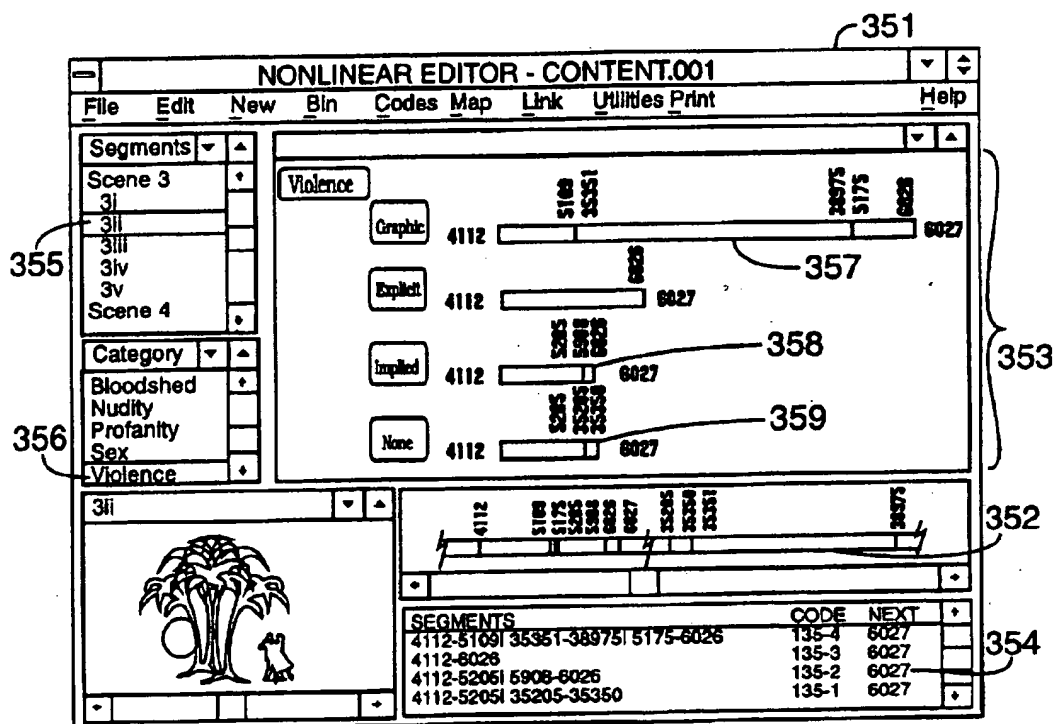 351
NONLINEAR EDITOR - CONTENT.001
File Edit New Bin Codes Map Link Utilities Print Help
Segments
Scene 3
3i
3ii
3iii
3iv
3v
Scene 4
355
Category
Bloodshed
Nudity
Profanity
Sex
Violence
356
Violence
Graphic 4112 5109 35351 38975 5175 6026 6027
357
Explicit 4112 6026 6027
Implied 4112 5205 5908 6026 6027
358
None 4112 5205 35205 35350 6027
359
353
3ii
4112 5109 5175 5205 5908 6026 6027 35205 35350 35351 38975
352
SEGMENTS CODE NEXT
4112-5109| 35351-38975| 5175-6026 135-4 6027
4112-6026 135-3 6027
4112-5205| 5908-6026 135-2 6027
4112-5205| 35205-35350 135-1 6027
354